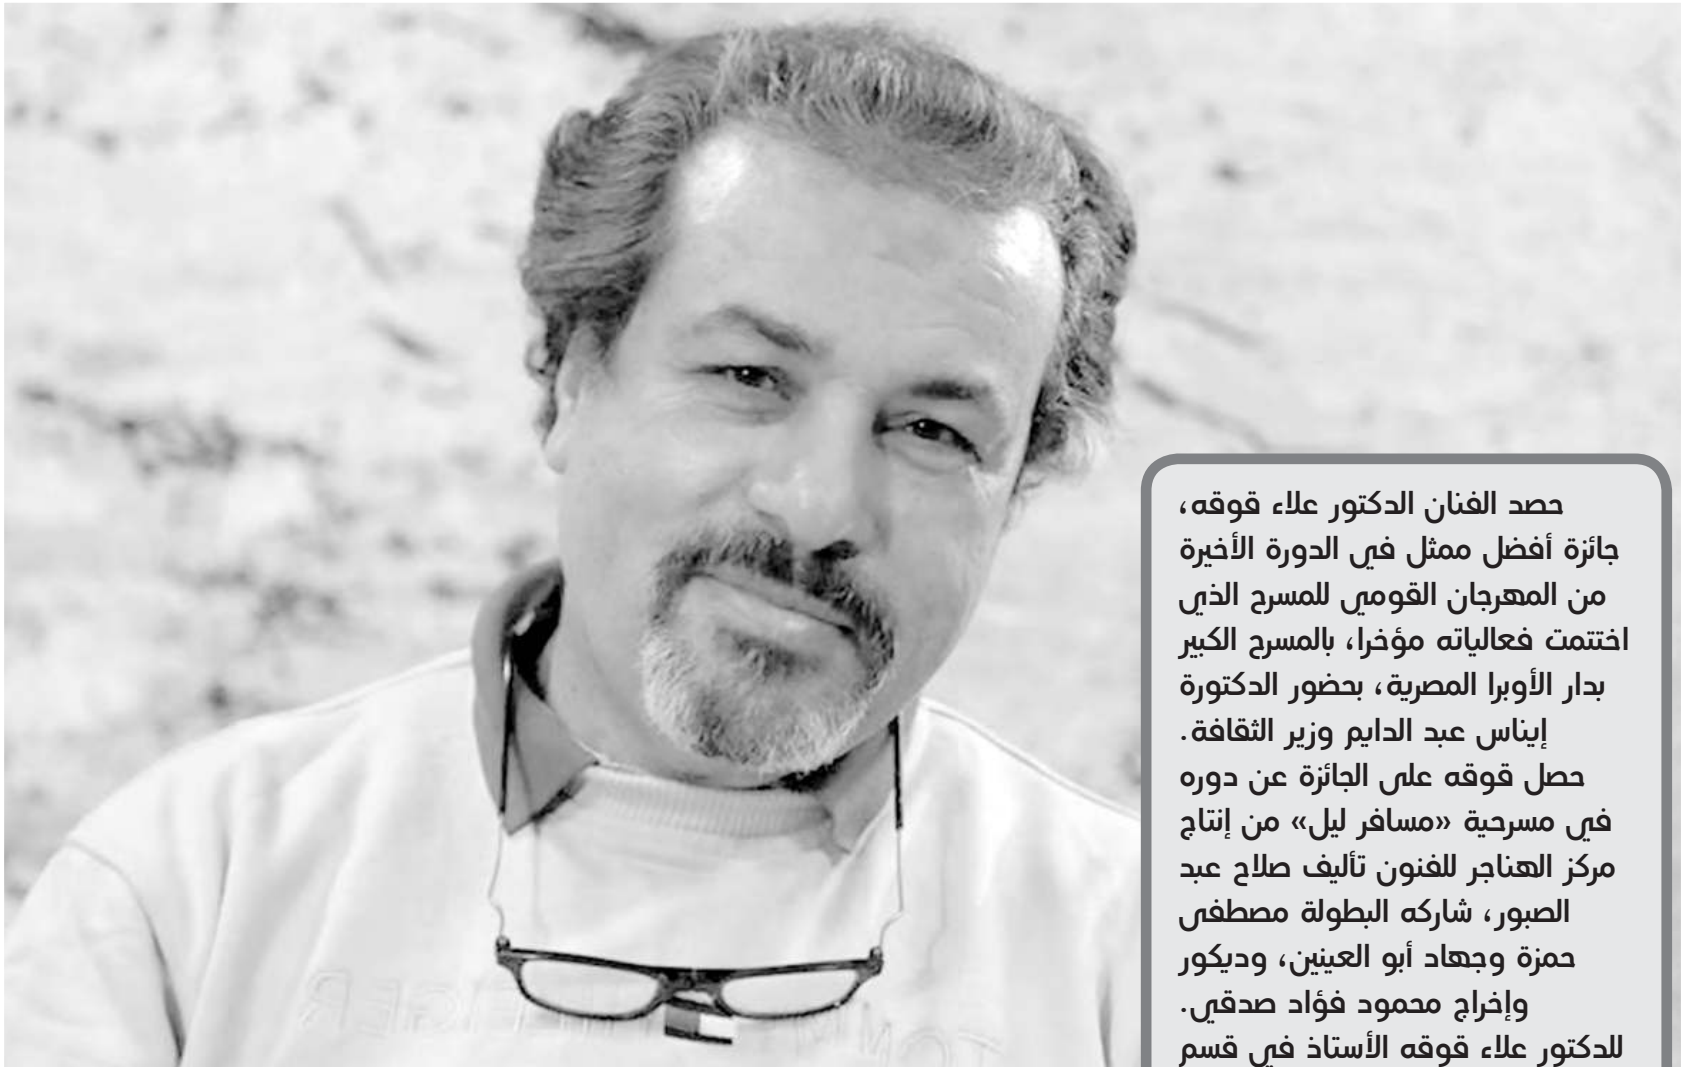 حصد الفنان الدكتور علاء قوقه،
جائزة أفضل ممثل في الدورة الأخيرة
من المهرجان القومي للمسرح الذي
اختتمت فعالياته مؤخرا، بالمسرح الكبير
بدار الأوبرا المصرية، بحضور الدكتورة
إيناس عبد الدايم وزير الثقافة.
حصل قوقه على الجائزة عن دوره
في مسرحية «مسافر ليل» من إنتاج
مركز الهناجر للفنون تأليف صلاح عبد
الصبور، شاركه البطولة مصطفى
حمزة وجهاد أبو العينين، وديكور
وإخراج محمود فؤاد صدقي.
للدكتور علاء قوقه الأستاذ في قسم